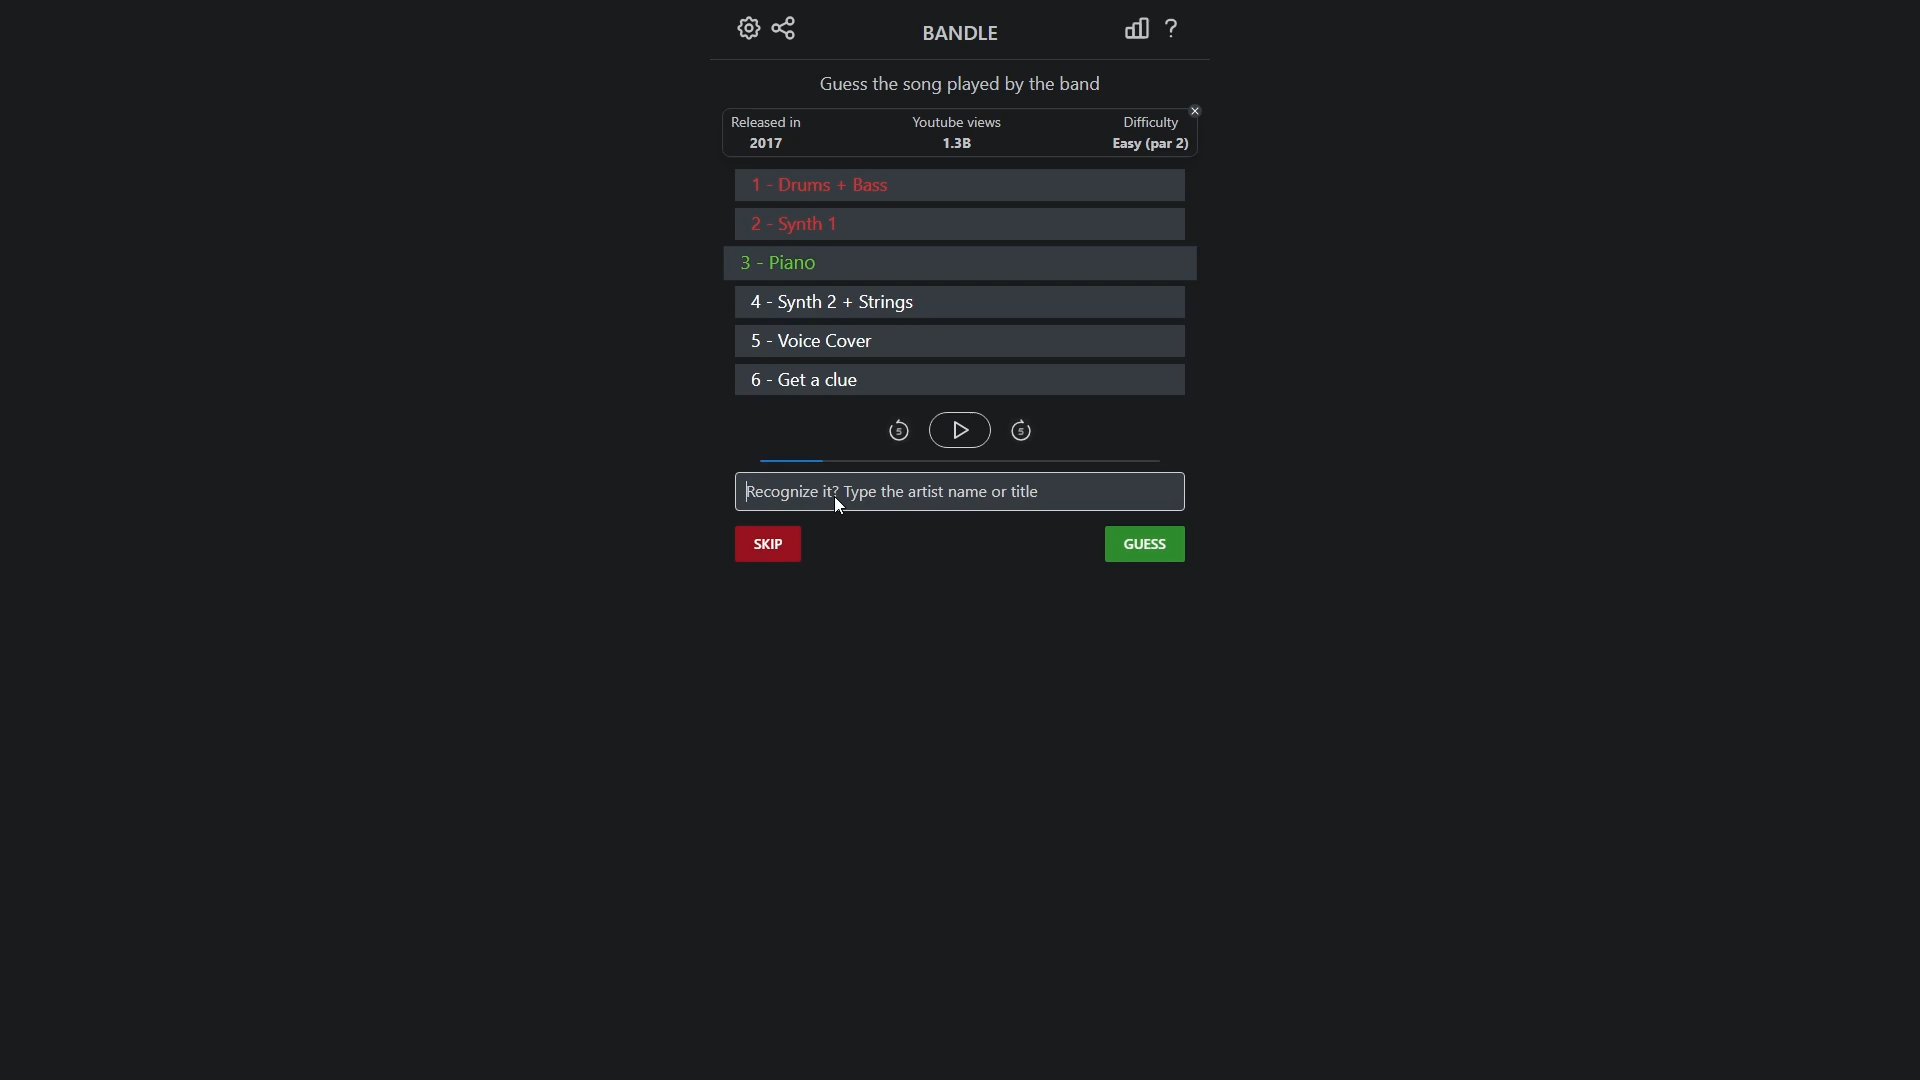 BANDLE
?
Guess the song played by the band
Released in
2017
Youtube views
1.3B
Difficulty
Easy (par 2)
1 - Drums + Bass
2 - Synth 1
3 - Piano
4 - Synth 2 + Strings
5 - Voice Cover
6 - Get a clue
5
5
Recognize it? Type the artist name or title
SKIP
GUESS